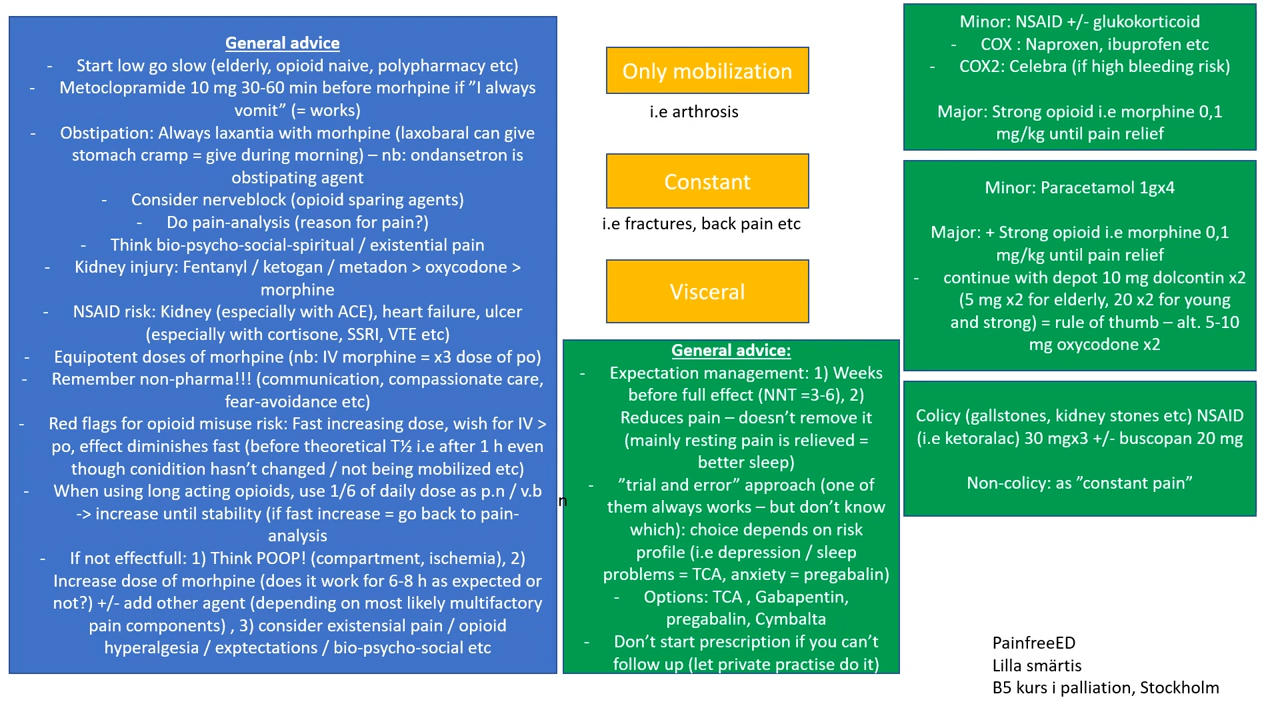 General advice
- Start low go slow (elderly, opioid naive, polypharmacy etc)
- Metoclopramide 10 mg 30-60 min before morhpine if ”I always
vomit” (= works)
- Obstipation: Always laxantia with morhpine (laxobaral can give
stomach cramp = give during morning) – nb: ondansetron is
obstipating agent
- Consider nerveblock (opioid sparing agents)
- Do pain-analysis (reason for pain?)
- Think bio-psycho-social-spiritual / existential pain
- Kidney injury: Fentanyl / ketogan / metadon > oxycodone >
morphine
- NSAID risk: Kidney (especially with ACE), heart failure, ulcer
(especially with cortisone, SSRI, VTE etc)
- Equipotent doses of morhpine (nb: IV morphine = x3 dose of po)
- Remember non-pharma!!! (communication, compassionate care,
fear-avoidance etc)
- Red flags for opioid misuse risk: Fast increasing dose, wish for IV >
po, effect diminishes fast (before theoretical T½ i.e after 1 h even
though conidition hasn’t changed / not being mobilized etc)
- When using long acting opioids, use 1/6 of daily dose as p.n / v.b
-> increase until stability (if fast increase = go back to pain-
analysis
- If not effectfull: 1) Think POOP! (compartment, ischemia), 2)
Increase dose of morhpine (does it work for 6-8 h as expected or
not?) +/- add other agent (depending on most likely multifactory
pain components) , 3) consider existensial pain / opioid
hyperalgesia / exptectations / bio-psycho-social etc
Only mobilization
i.e arthrosis
Constant
i.e fractures, back pain etc
Visceral
n
General advice:
- Expectation management: 1) Weeks
before full effect (NNT =3-6), 2)
Reduces pain – doesn’t remove it
(mainly resting pain is relieved =
better sleep)
- ”trial and error” approach (one of
them always works – but don’t know
which): choice depends on risk
profile (i.e depression / sleep
problems = TCA, anxiety = pregabalin)
- Options: TCA , Gabapentin,
pregabalin, Cymbalta
- Don’t start prescription if you can’t
follow up (let private practise do it)
Minor: NSAID +/- glukokorticoid
- COX : Naproxen, ibuprofen etc
- COX2: Celebra (if high bleeding risk)
Major: Strong opioid i.e morphine 0,1
mg/kg until pain relief
Minor: Paracetamol 1gx4
Major: + Strong opioid i.e morphine 0,1
mg/kg until pain relief
- continue with depot 10 mg dolcontin x2
(5 mg x2 for elderly, 20 x2 for young
and strong) = rule of thumb – alt. 5-10
mg oxycodone x2
Colicy (gallstones, kidney stones etc) NSAID
(i.e ketoralac) 30 mgx3 +/- buscopan 20 mg
Non-colicy: as ”constant pain”
PainfreeED
Lilla smärtis
B5 kurs i palliation, Stockholm